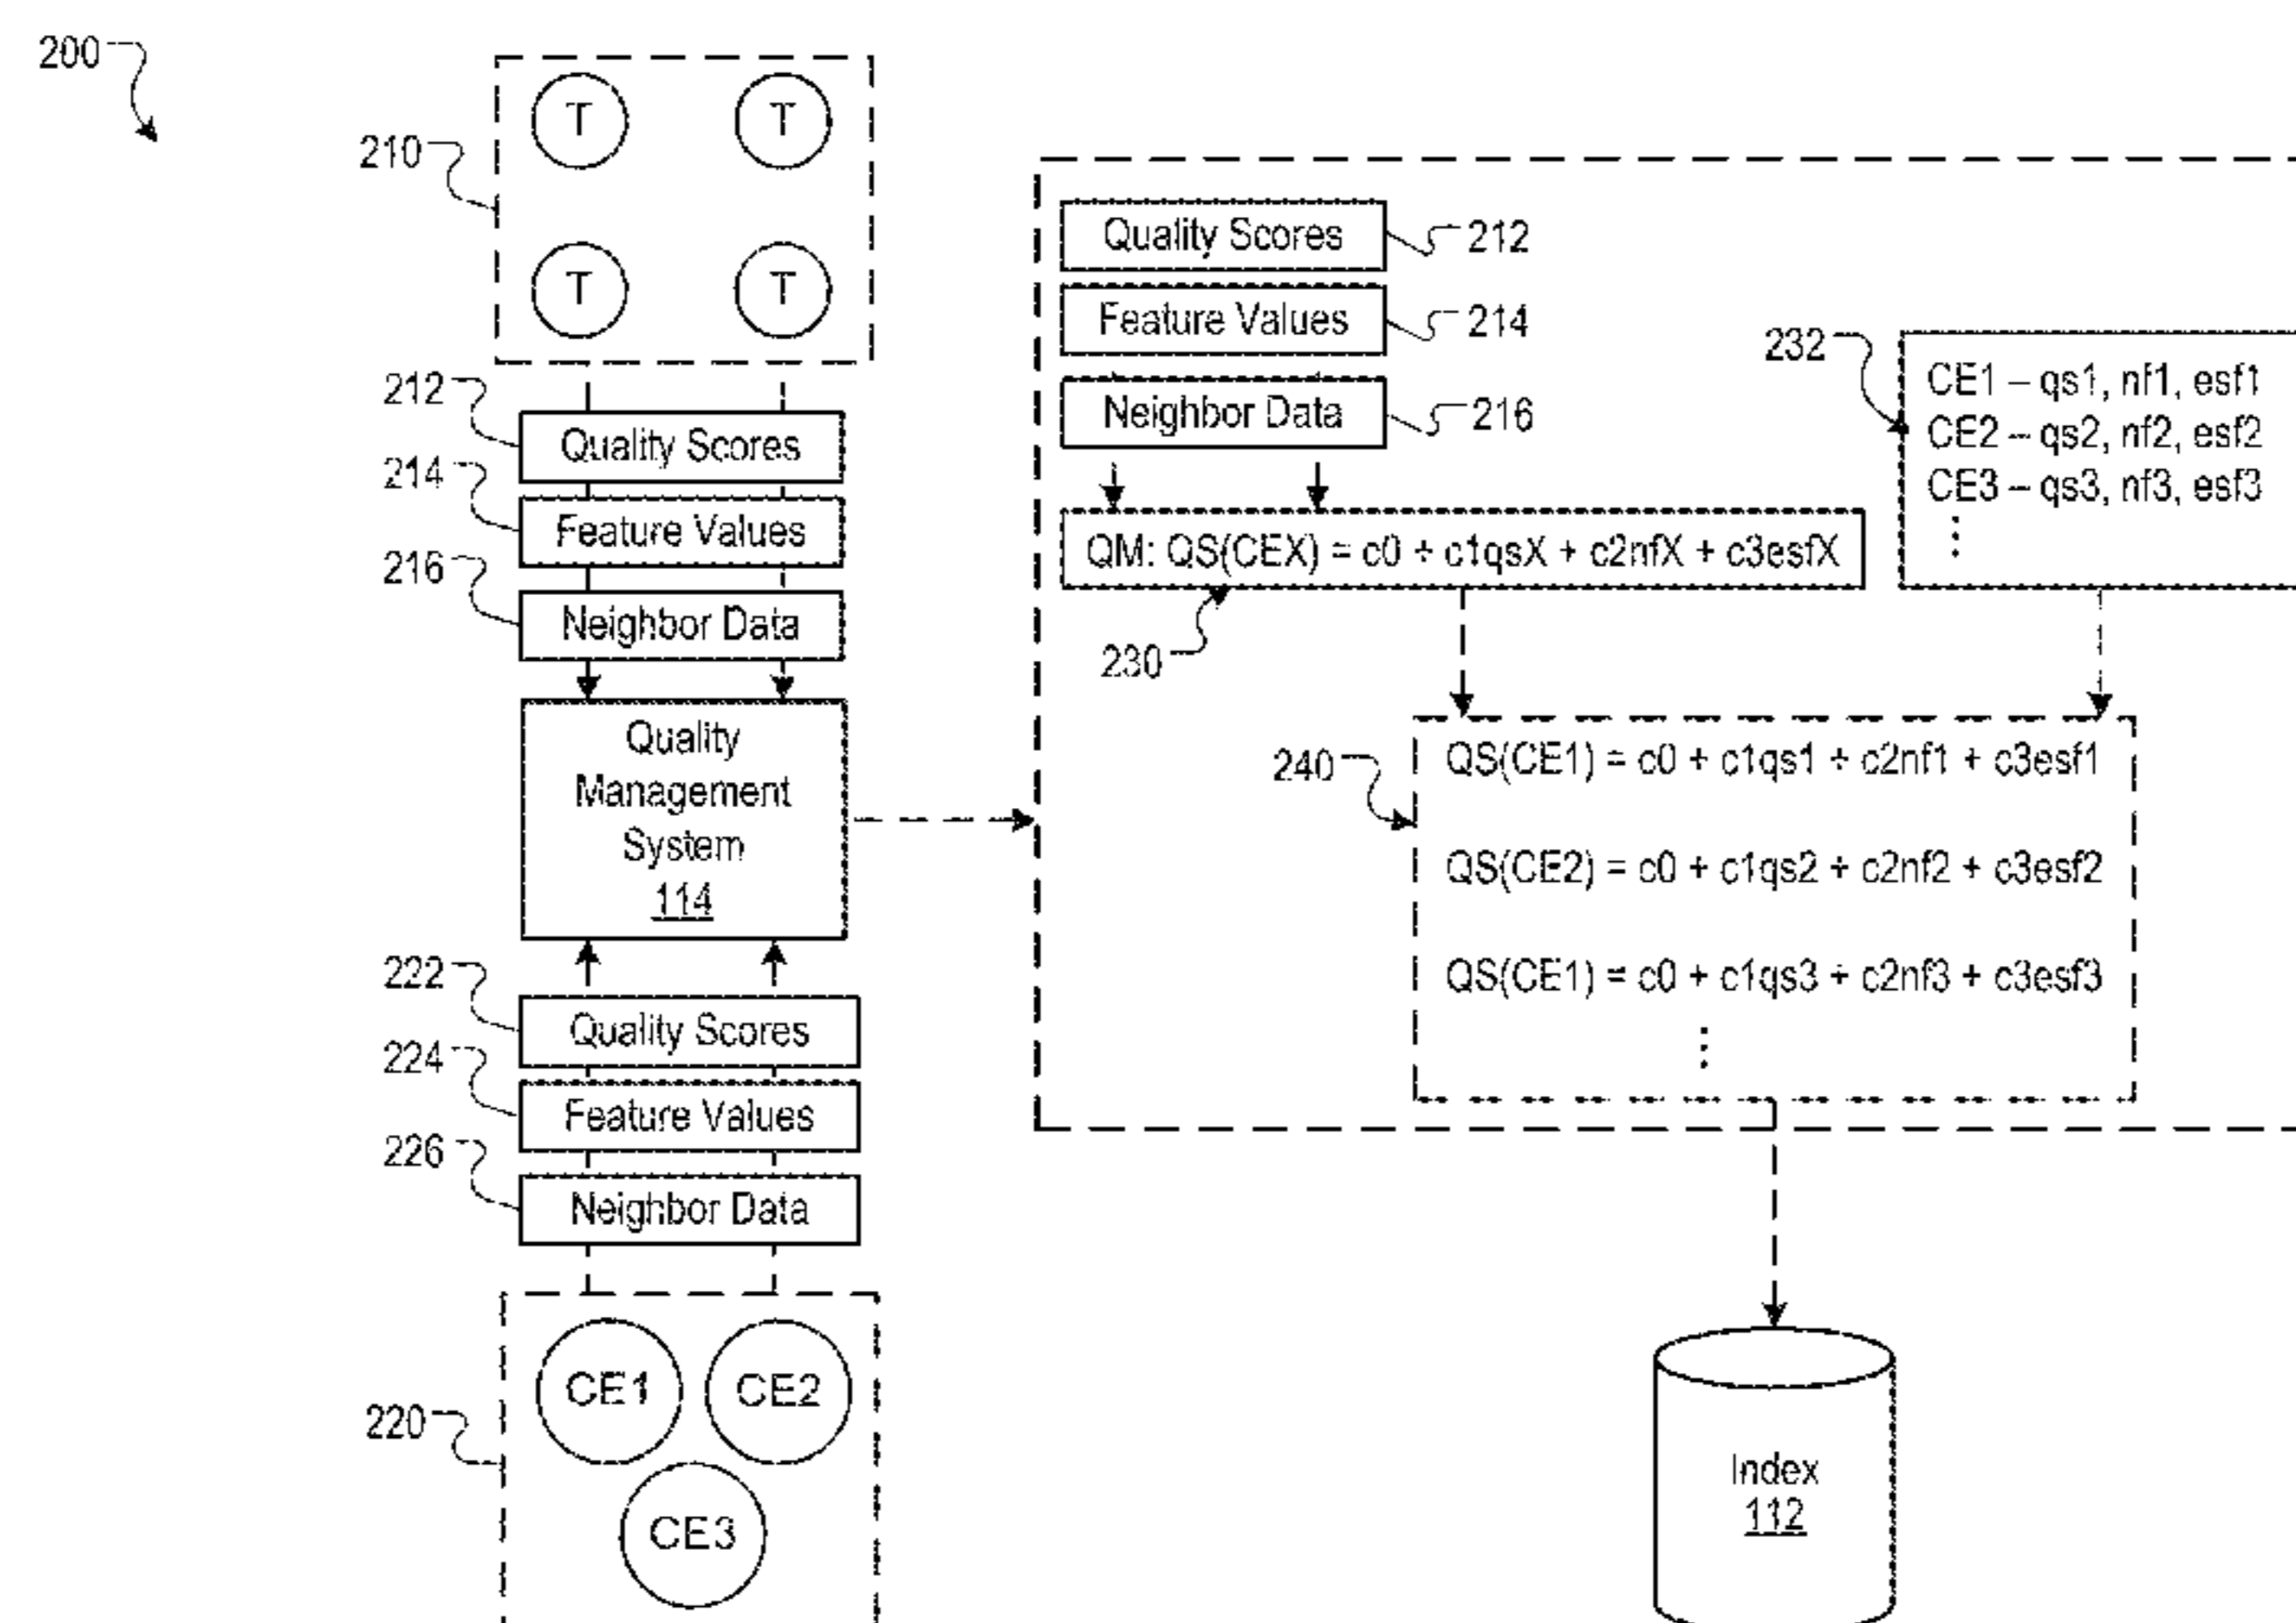 200
T T
210
T T
212
Quality Scores
214
Feature Values
216
Neighbor Data
Quality
Management
System
114
222
Quality Scores
224
Feature Values
226
Neighbor Data
CE1 CE2
220
CE3
Quality Scores
212
Feature Values
214
Neighbor Data
216
QM: QS(CEX) = c0 + c1qsX + c2nfX + c3esfX
230
232
CE1 – qs1, nf1, esf1
CE2 – qs2, nf2, esf2
CE3 – qs3, nf3, esf3
⋮
240
QS(CE1) = c0 + c1qs1 + c2nf1 + c3esf1
QS(CE2) = c0 + c1qs2 + c2nf2 + c3esf2
QS(CE1) = c0 + c1qs3 + c2nf3 + c3esf3
⋮
Index
112